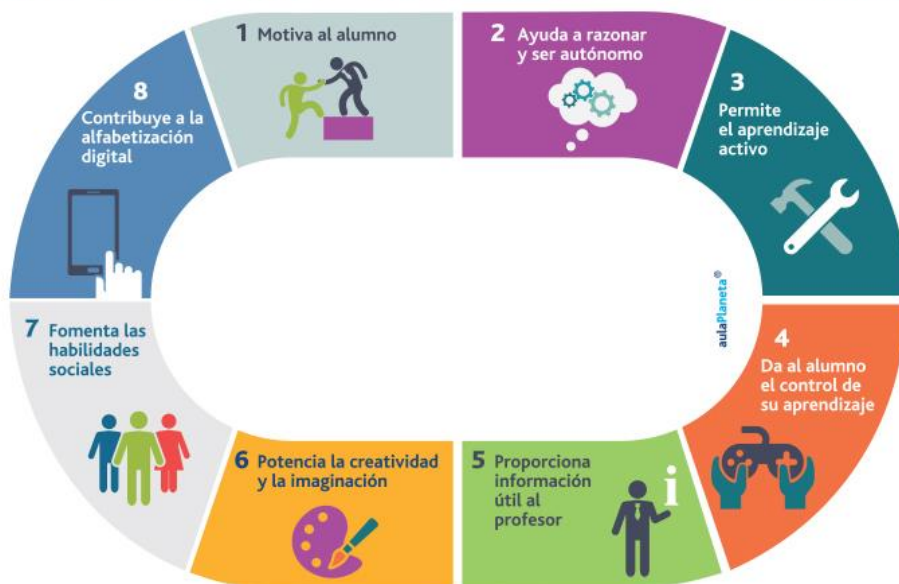 1 Motiva al alumno
2 Ayuda a razonar
y ser autónomo
3
Permite
el aprendizaje
activo
4
Da al alumno
el control de
su aprendizaje
5 Proporciona
información
útil al
profesor
i
6 Potencia la creatividad
y la imaginación
7 Fomenta las
habilidades
sociales
8
Contribuye a la
alfabetización
digital
aulaPlaneta®